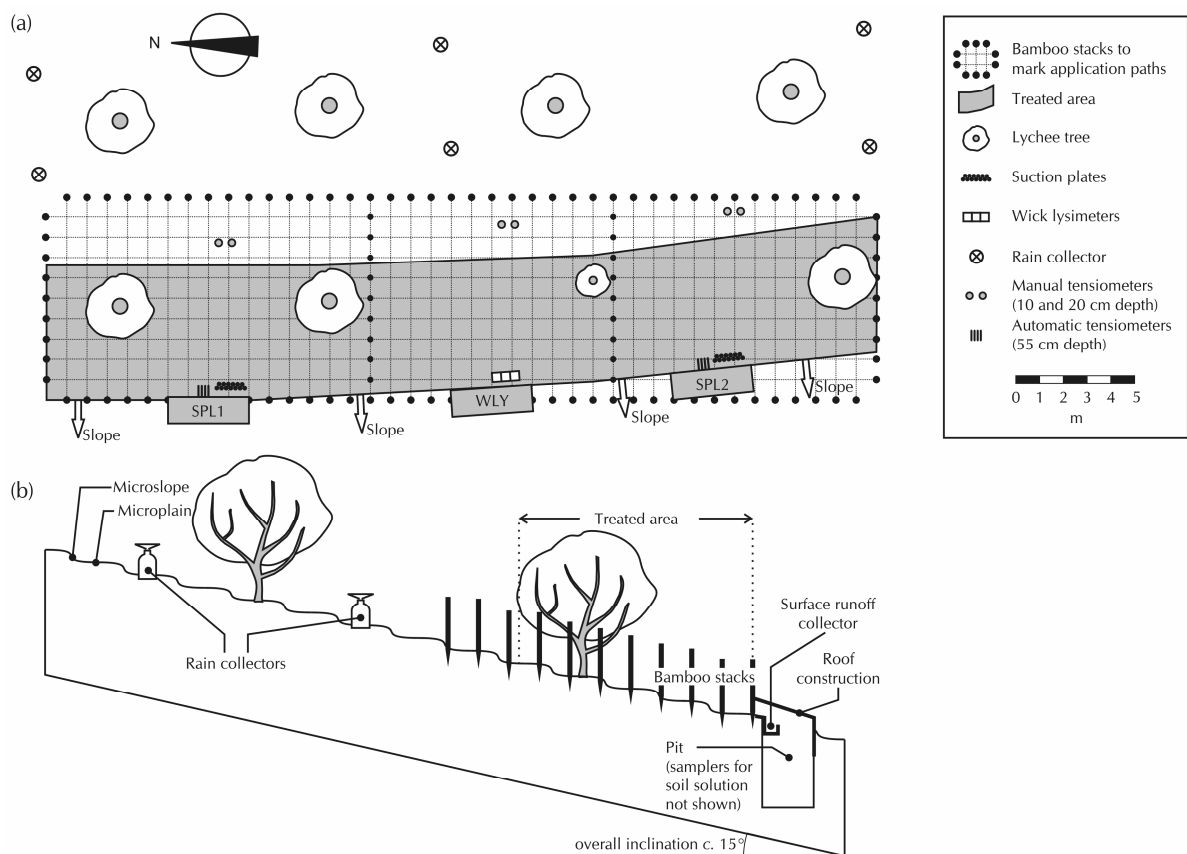 (a)
N
SPL1
WLY
SPL2
Slope
Slope
Slope
Slope
Bamboo stacks to
mark application paths
Treated area
Lychee tree
Suction plates
Wick lysimeters
Rain collector
Manual tensiometers
(10 and 20 cm depth)
Automatic tensiometers
(55 cm depth)
0 1 2 3 4 5
m
(b)
Microslope
Microplain
Treated area
Rain collectors
Surface runoff
collector
Roof
construction
Bamboo stacks
Pit
(samplers for
soil solution
not shown)
overall inclination c. 15°